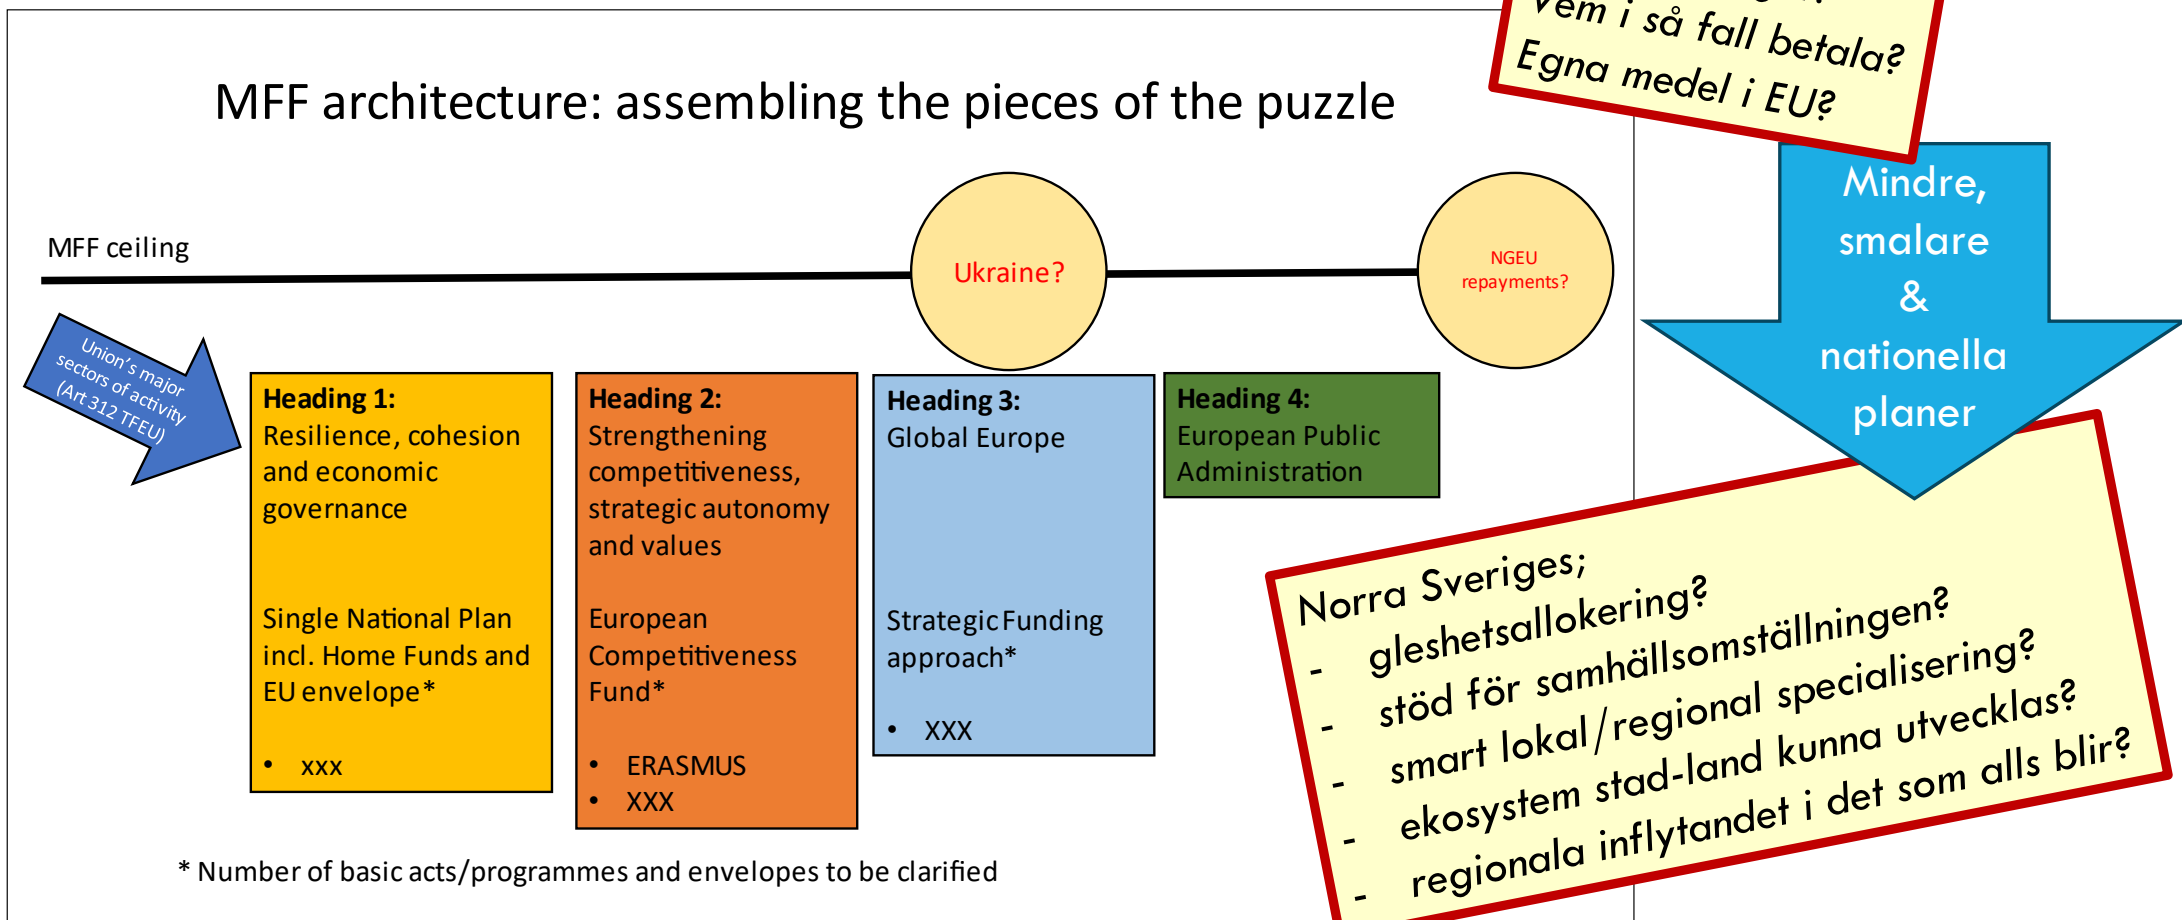 Vem i så fall betala?
Egna medel i EU?
MFF architecture: assembling the pieces of the puzzle
MFF ceiling
Ukraine?
NGEU
repayments?
Mindre,
smalare
&
nationella
planer
Union's major
sectors of activity
(Art 312 TFEU)
Heading 1:
Resilience, cohesion
and economic
governance
Single National Plan
incl. Home Funds and
EU envelope*
• xxx
Heading 2:
Strengthening
competitiveness,
strategic autonomy
and values
European
Competitiveness
Fund*
• ERASMUS
• XXX
Heading 3:
Global Europe
Strategic Funding
approach*
• XXX
Heading 4:
European Public
Administration
Norra Sveriges;
- gleshetsallokering?
- stöd för samhällsomställningen?
- smart lokal/regional specialisering?
- ekosystem stad-land kunna utvecklas?
- regionala inflytandet i det som alls blir?
* Number of basic acts/programmes and envelopes to be clarified